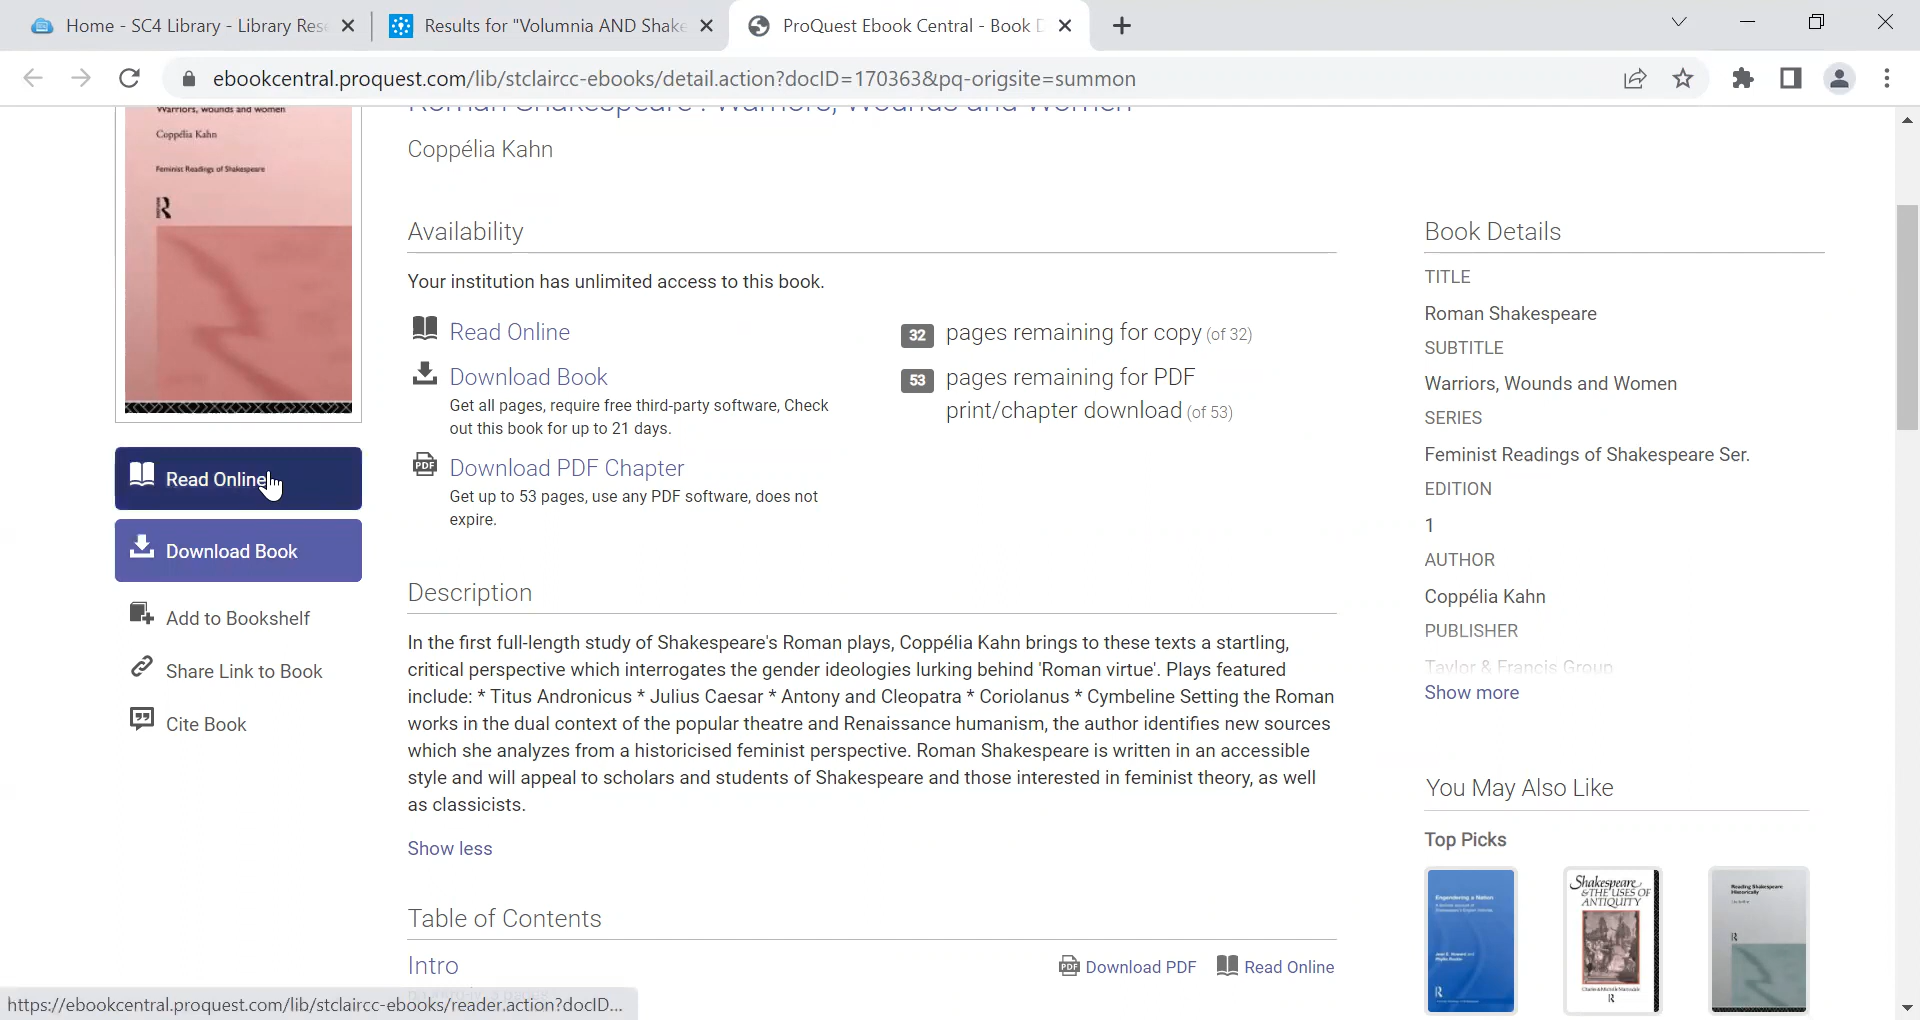 Home - SC4 Library - Library Res
Results for "Volumnia AND Shake
ProQuest Ebook Central - Book D
ebookcentral.proquest.com/lib/stclaircc-ebooks/detail.action?docID=170363&pq-origsite=summon
Warriors, wounds and women
Coppélia Kahn
Feminist Readings of Shakespeare
R
Read Online
Download Book
Add to Bookshelf
Share Link to Book
Cite Book
Roman Shakespeare : Warriors, Wounds and Women
Coppélia Kahn
Availability
Your institution has unlimited access to this book.
Read Online
Download Book
Get all pages, require free third-party software, Check
out this book for up to 21 days.
PDF Download PDF Chapter
Get up to 53 pages, use any PDF software, does not
expire.
32 pages remaining for copy (of 32)
53 pages remaining for PDF
print/chapter download (of 53)
Description
In the first full-length study of Shakespeare's Roman plays, Coppélia Kahn brings to these texts a startling,
critical perspective which interrogates the gender ideologies lurking behind 'Roman virtue'. Plays featured
include: * Titus Andronicus * Julius Caesar * Antony and Cleopatra * Coriolanus * Cymbeline Setting the Roman
works in the dual context of the popular theatre and Renaissance humanism, the author identifies new sources
which she analyzes from a historicised feminist perspective. Roman Shakespeare is written in an accessible
style and will appeal to scholars and students of Shakespeare and those interested in feminist theory, as well
as classicists.
Show less
Table of Contents
Intro
PDF Download PDF Read Online
Book Details
TITLE
Roman Shakespeare
SUBTITLE
Warriors, Wounds and Women
SERIES
Feminist Readings of Shakespeare Ser.
EDITION
1
AUTHOR
Coppélia Kahn
PUBLISHER
Taylor & Francis Group
Show more
You May Also Like
Top Picks
Engendering a Nation
R
Shakespeare
& THE USES OF
ANTIQUITY
R
Reading Shakespeare
Historically
R
https://ebookcentral.proquest.com/lib/stclaircc-ebooks/reader.action?docID...